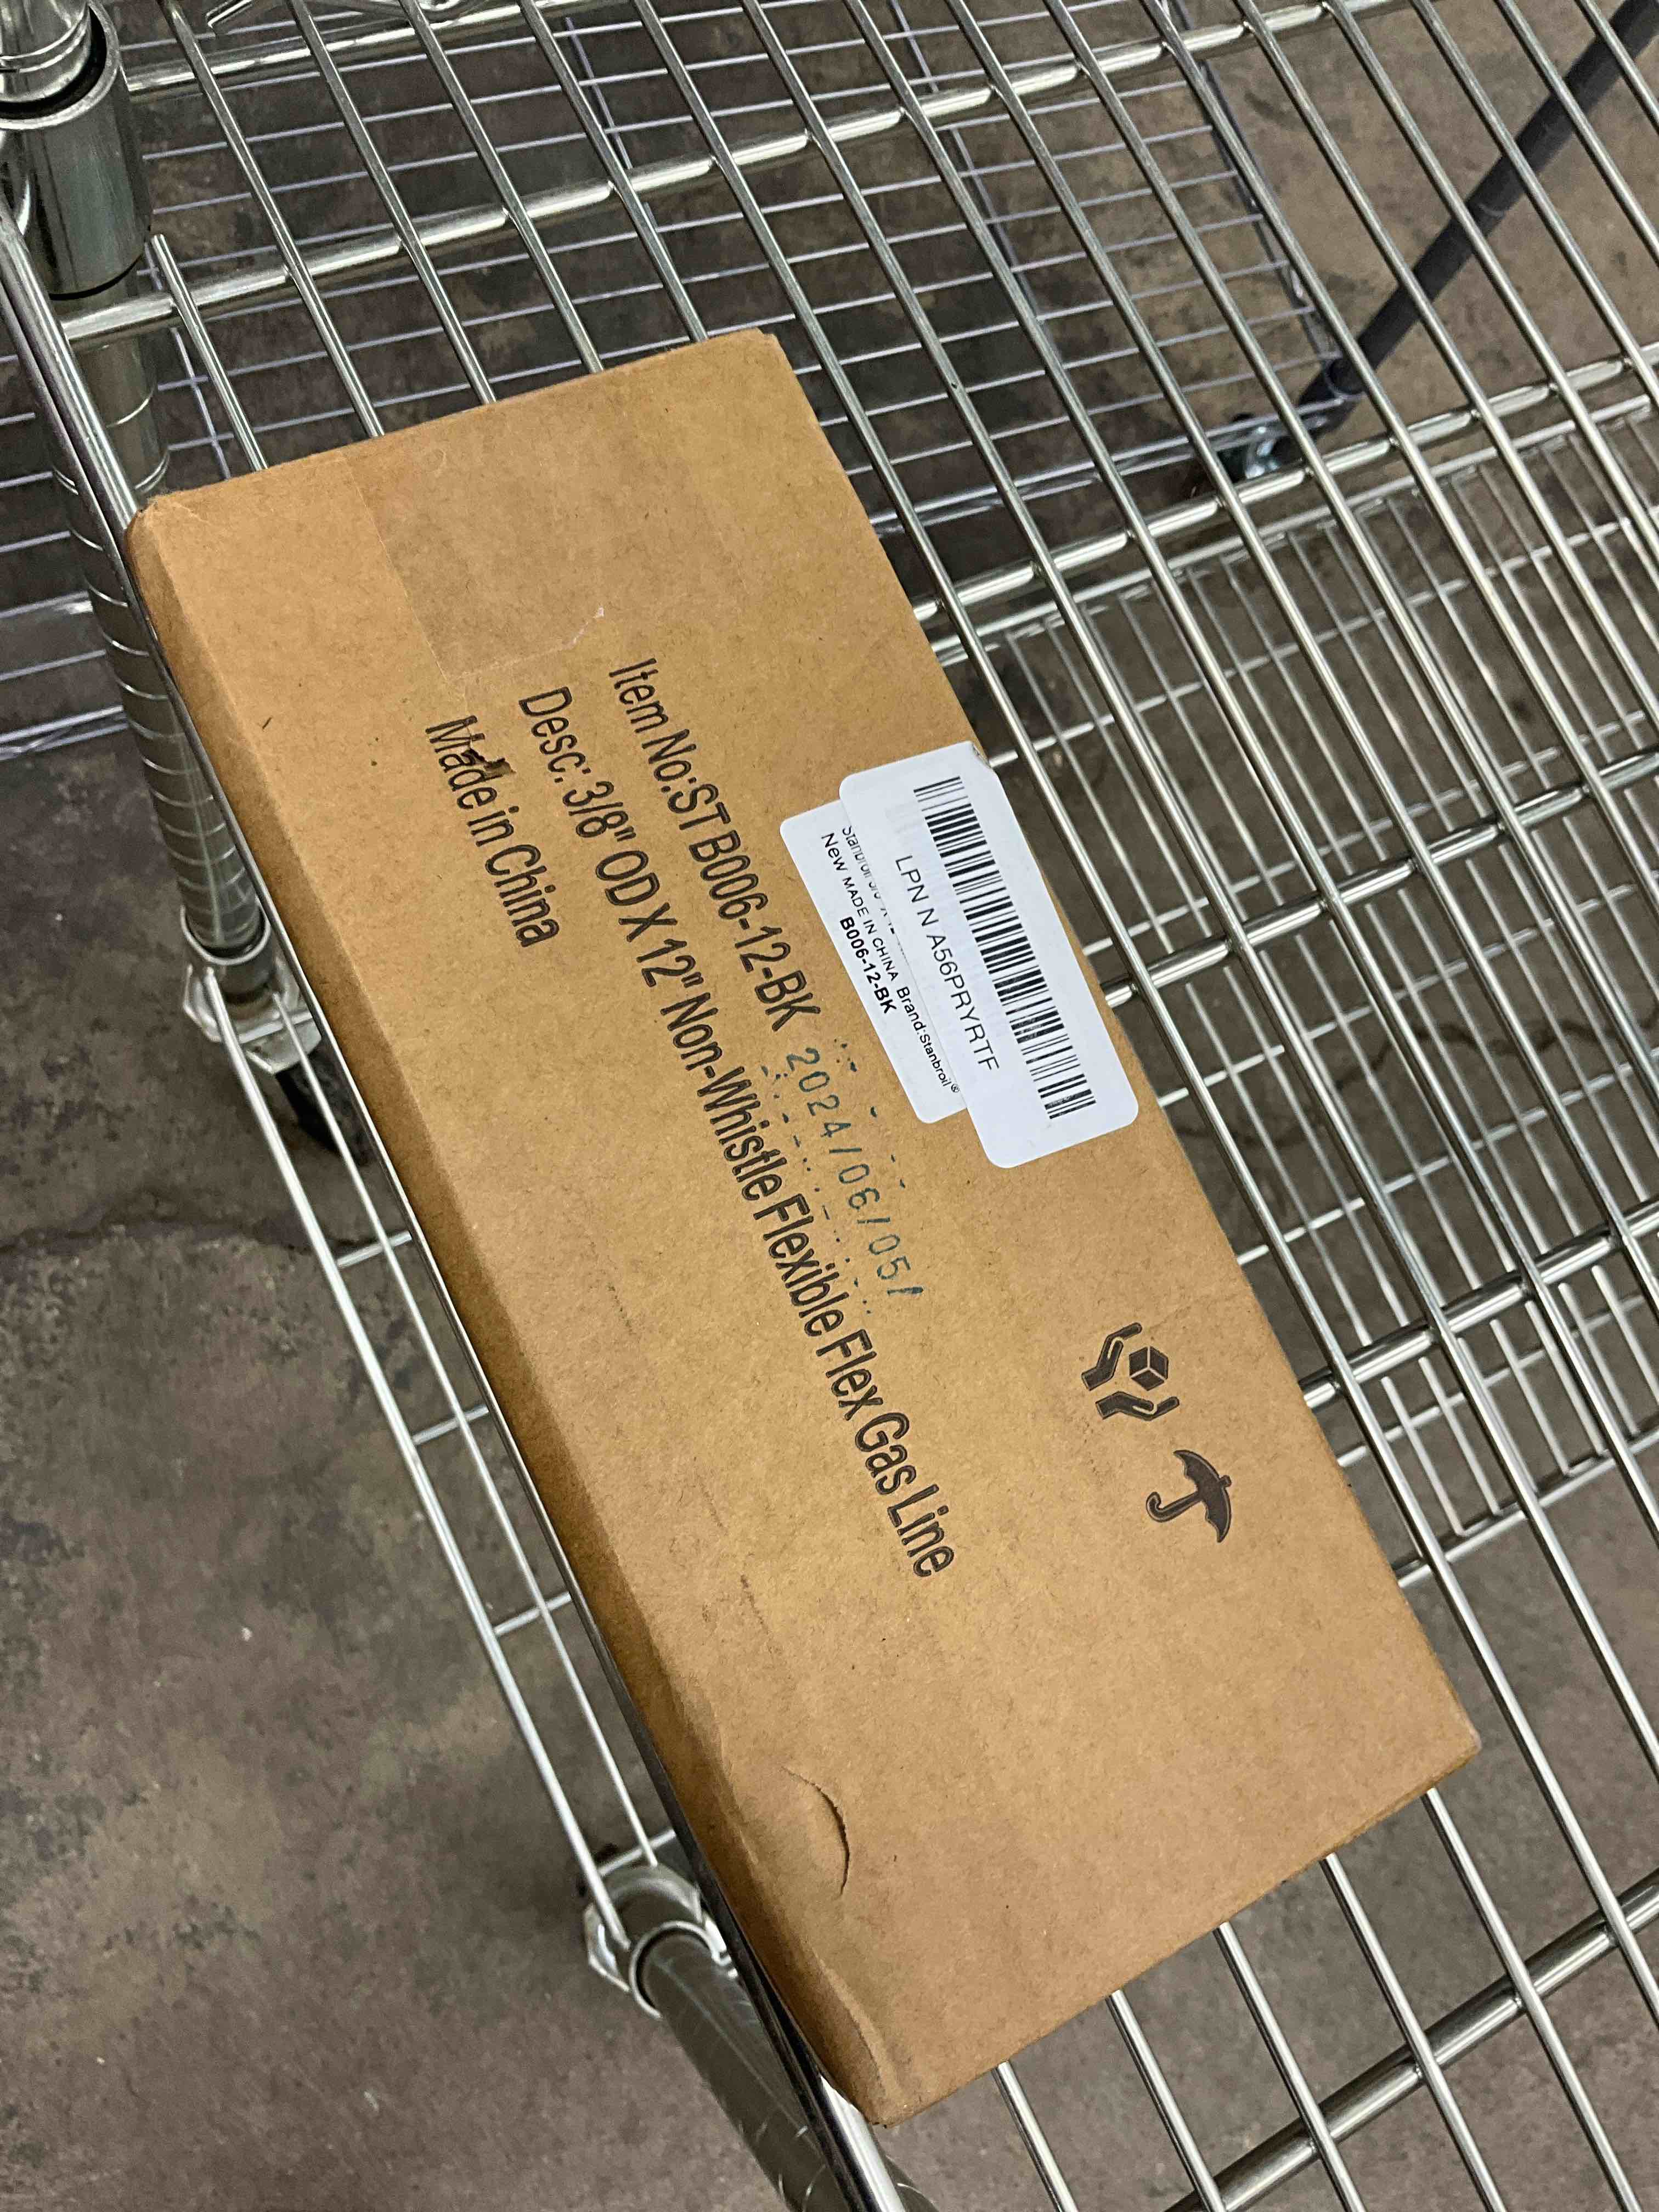 LPN N A56PRYRTF
New MADE IN CHINA Brand:Stanbroil®
B006-12-BK
Item No:ST B006-12-BK
2024/06/05/
Desc: 3/8" OD X 12" Non-Whistle Flexible Flex Gas Line
Made in China